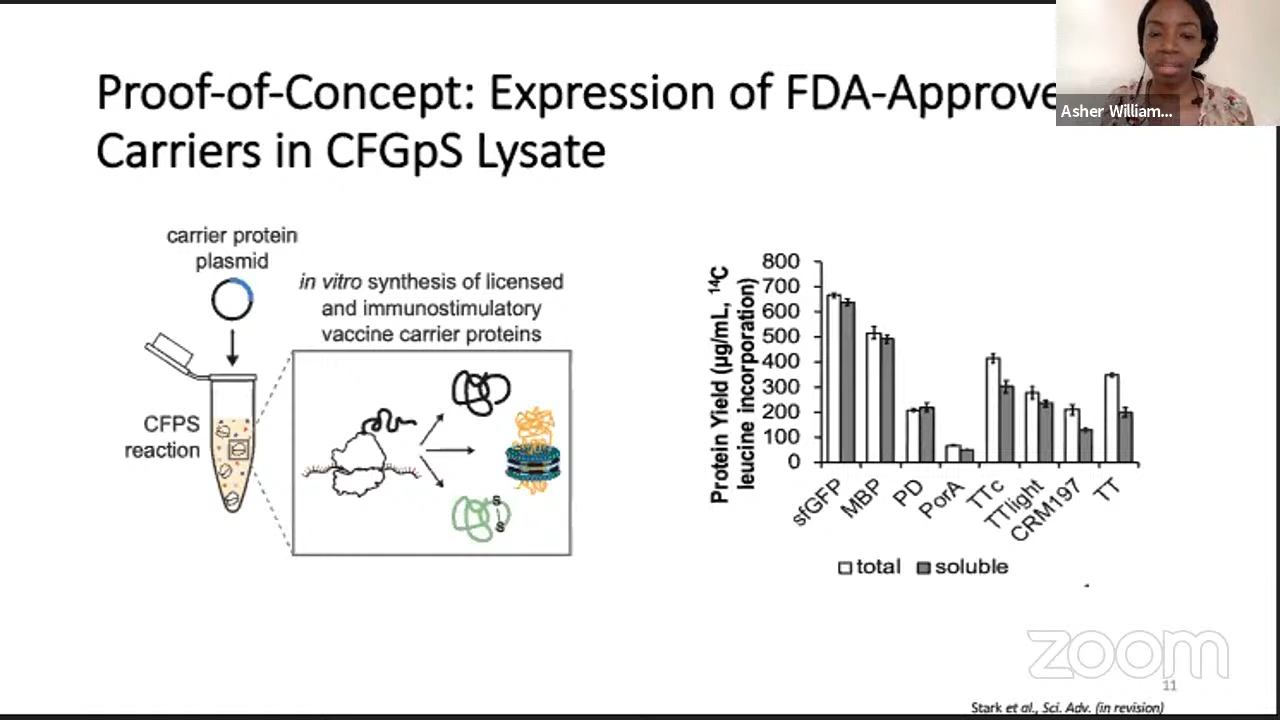 Proof-of-Concept: Expression of FDA-Approve
Carriers in CFGpS Lysate
Asher William...
carrier protein
plasmid
in vitro synthesis of licensed
and immunostimulatory
vaccine carrier proteins
CFPS
reaction
S
S
Protein Yield (µg/mL, ¹⁴C
leucine incorporation)
800
700
600
500
400
300
200
100
0
sfGFP
MBP
PD
PorA
TTc
TTlight
CRM197
TT
total
soluble
zoom
11
Stark et al., Sci. Adv. (in revision)